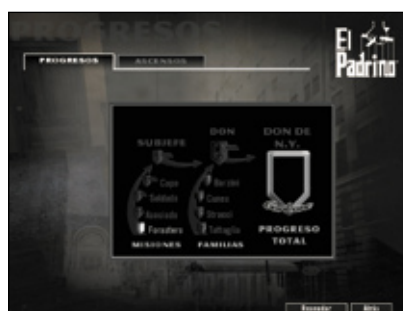 PROGRESOS
El Padrino
PROGRESOS
ASCENSOS
SUBJEFE
DON
DON DE N.Y.
Capo
Barzini
Soldado
Cuneo
Asociado
Stracci
Forastero
Tattaglia
MISIONES
FAMILIAS
PROGRESO TOTAL
Atrás